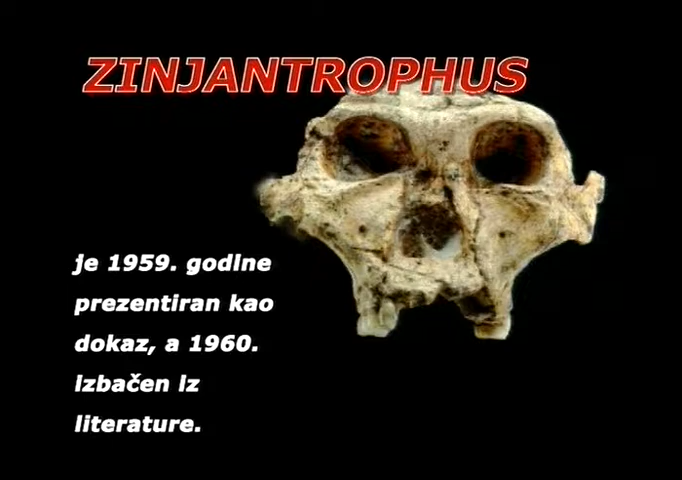 ZINJANTROPHUS
je 1959. godine
prezentiran kao
dokaz, a 1960.
izbačen iz
literature.